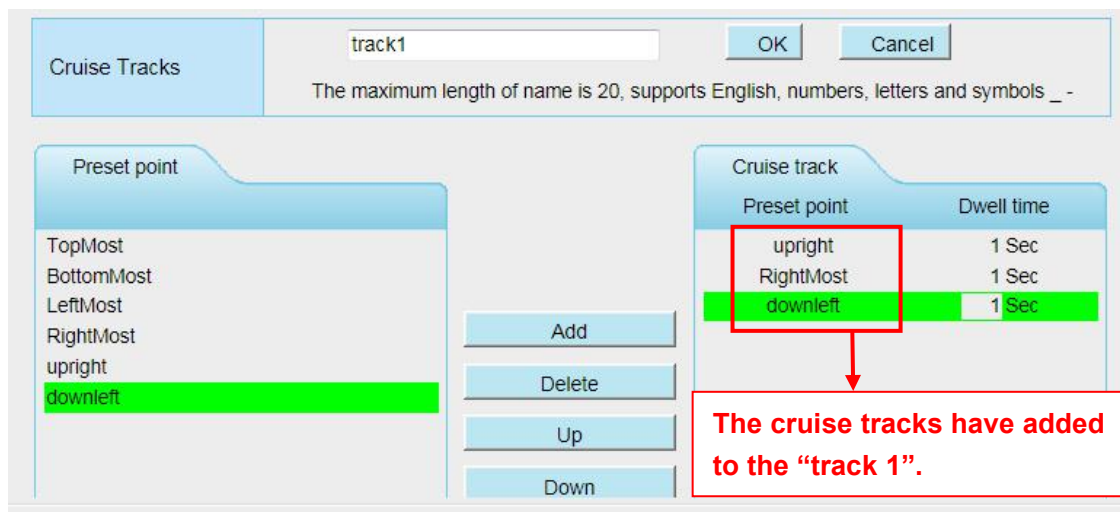 track1
OK
Cancel
Cruise Tracks
The maximum length of name is 20, supports English, numbers, letters and symbols _ -
Preset point
TopMost
BottomMost
LeftMost
RightMost
upright
downleft
Add
Delete
Up
Down
Cruise track
Preset point Dwell time
upright 1 Sec
RightMost 1 Sec
downleft 1 Sec
The cruise tracks have added
to the “track 1”.